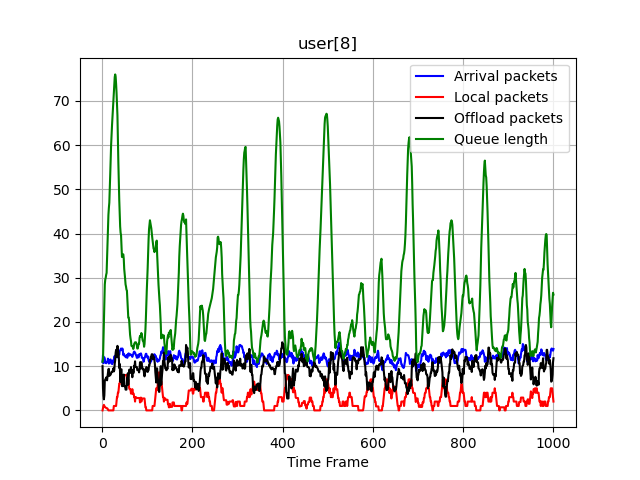 user[8]
Arrival packets
Local packets
Offload packets
Queue length
70
60
50
40
30
20
10
0
0 200 400 600 800 1000
Time Frame